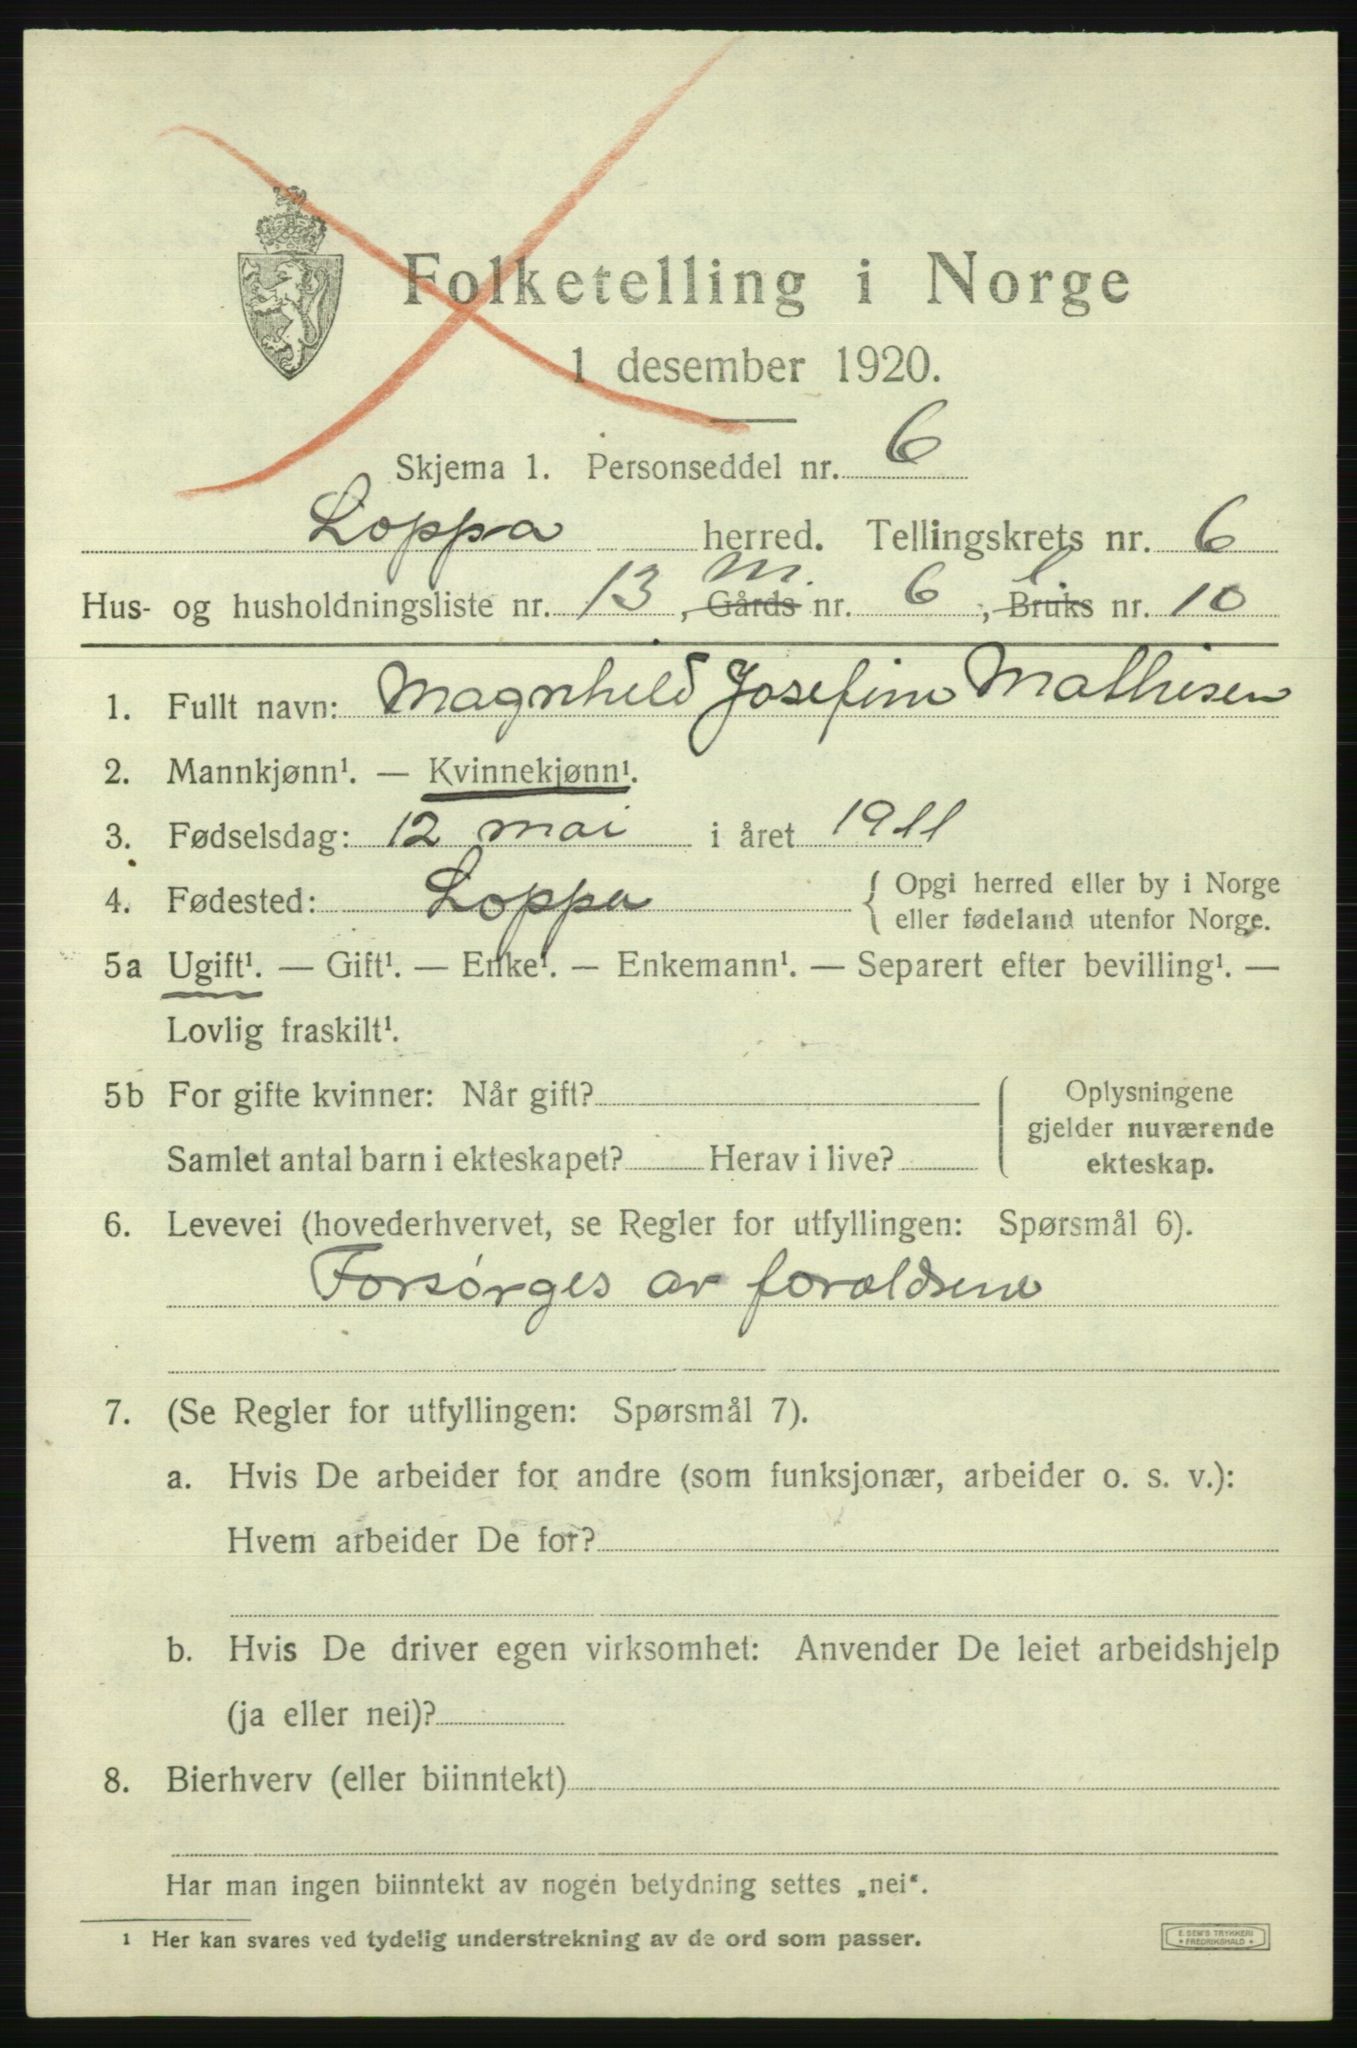 Folketelling i Norge
1 desember 1920.
Skjema 1. Personseddel nr. 6
Loppa herred. Tellingskrets nr. 6
Hus- og husholdningsliste nr. 13, Gårds m. nr. 6, Bruks l nr. 10
1. Fullt navn: Magnhild Josefine Mathisen
2. Mannkjønn¹. — Kvinnekjønn¹.
3. Fødselsdag: 12 mai i året 1911
4. Fødested: Loppa { Opgi herred eller by i Norge
eller fødeland utenfor Norge.
5a Ugift¹. — Gift¹. — Enke¹. — Enkemann¹. — Separert efter bevilling¹. —
Lovlig fraskilt¹.
5b For gifte kvinner: Når gift? Oplysningene
gjelder nuværende
Samlet antal barn i ekteskapet? Herav i live? ekteskap.
6. Levevei (hovederhvervet, se Regler for utfyllingen: Spørsmål 6).
Forsørges av forældrene
7. (Se Regler for utfyllingen: Spørsmål 7).
a. Hvis De arbeider for andre (som funksjonær, arbeider o. s. v.):
Hvem arbeider De for?
b. Hvis De driver egen virksomhet: Anvender De leiet arbeidshjelp
(ja eller nei)?
8. Bierhverv (eller biinntekt)
Har man ingen biinntekt av nogen betydning settes „nei“.
1 Her kan svares ved tydelig understrekning av de ord som passer.
E. SEM'S TRYKKERI
* FREDRIKSHALD *